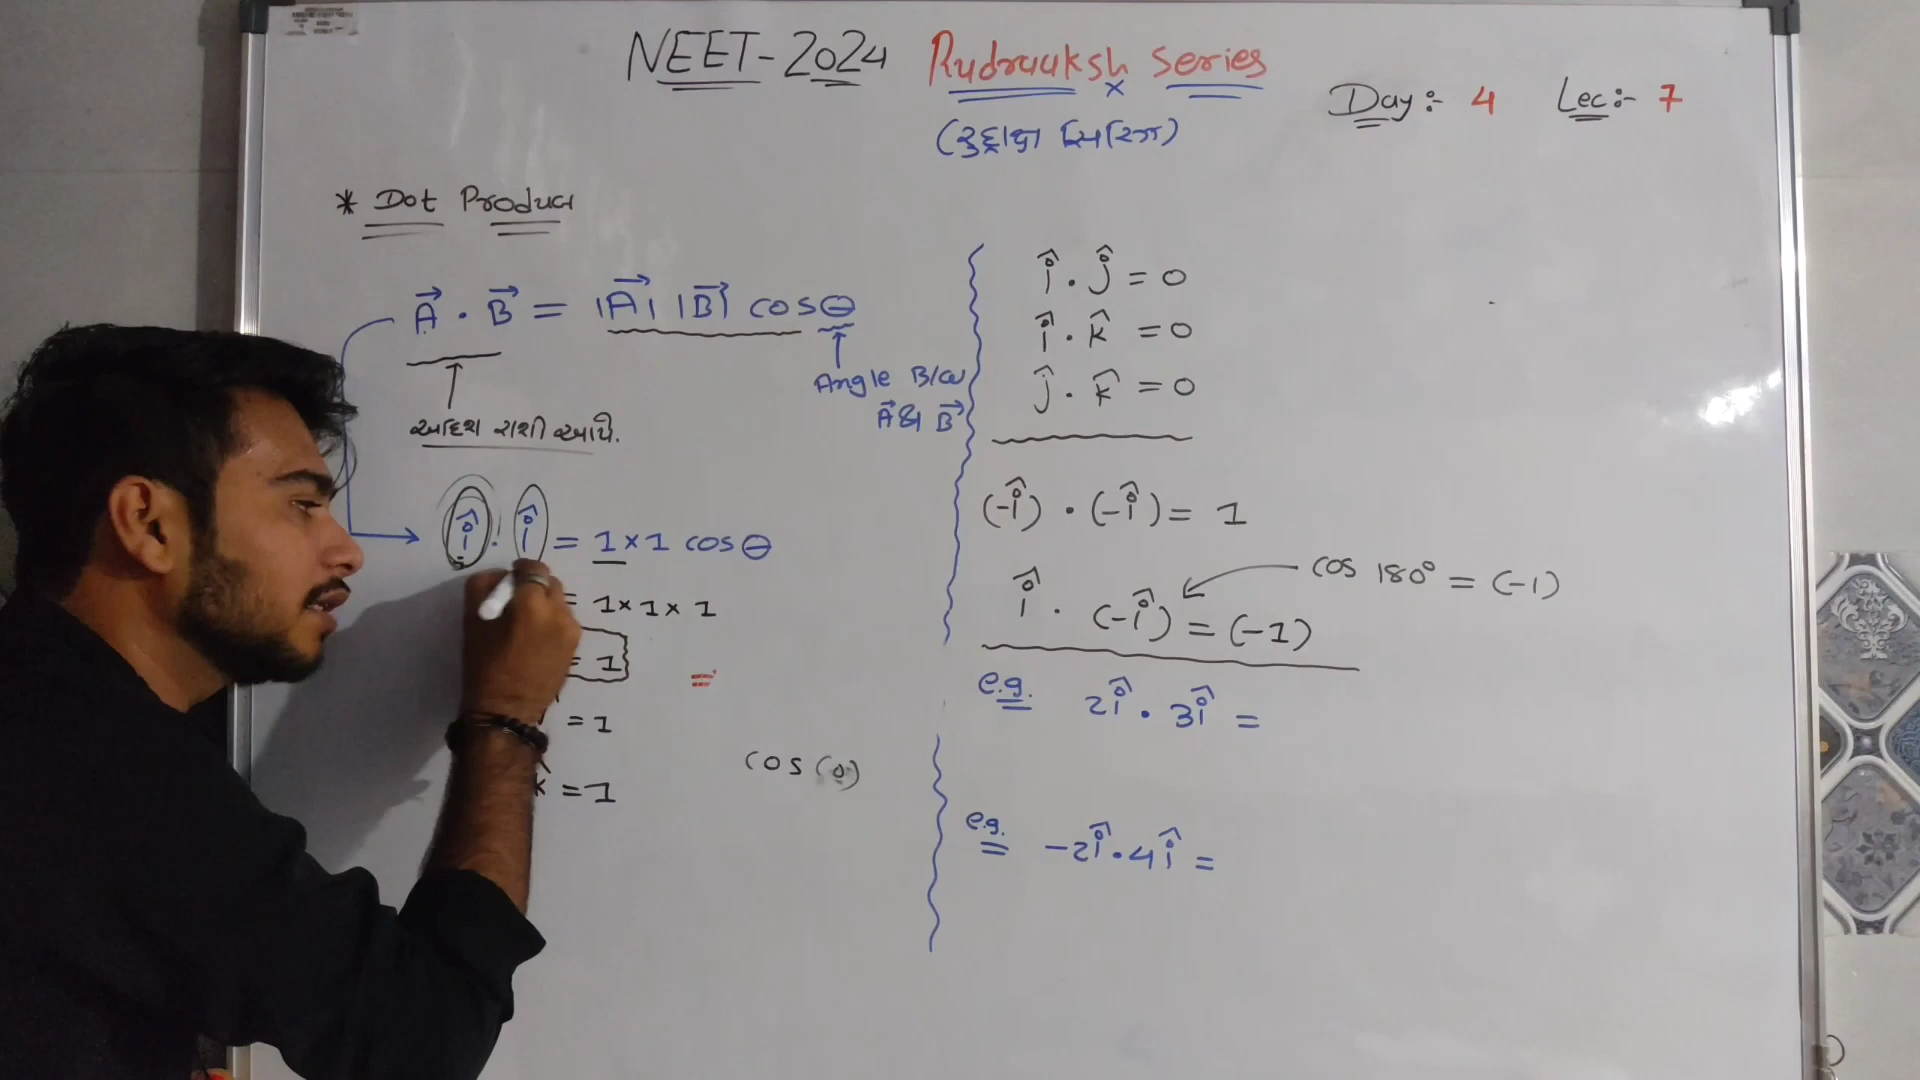 NEET-2024 Rudraaksh series
Day:- 4 Lec:- 7
* Dot Product
A⃗ · B⃗ = |A⃗| |B⃗| cosθ
Angle B/w
A⃗ & B⃗
અદિશ રાશી આપે.
î · î = 1×1 cosθ
= 1×1×1
= 1
=
= 1
k̂ = 1
cos(0)
î · ĵ = 0
î · k̂ = 0
ĵ · k̂ = 0
(-î) · (-î) = 1
î · (-î) = (-1)
cos 180° = (-1)
e.g. 2î · 3î =
e.g. -2î · 4î =